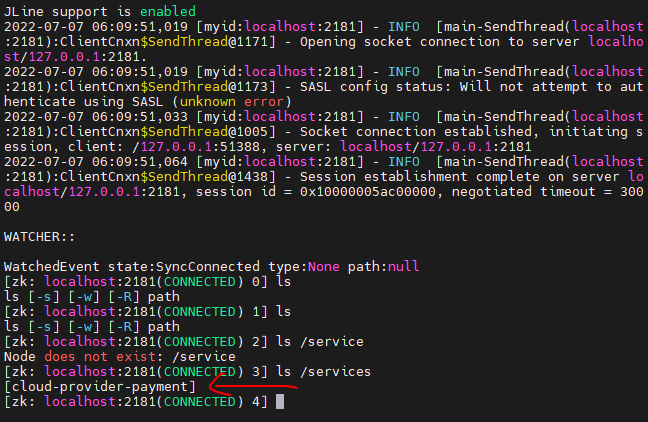 JLine support is enabled
2022-07-07 06:09:51,019 [myid:localhost:2181] - INFO  [main-SendThread(localhost
:2181):ClientCnxn$SendThread@1171] - Opening socket connection to server localho
st/127.0.0.1:2181.
2022-07-07 06:09:51,019 [myid:localhost:2181] - INFO  [main-SendThread(localhost
:2181):ClientCnxn$SendThread@1173] - SASL config status: Will not attempt to aut
henticate using SASL (unknown error)
2022-07-07 06:09:51,033 [myid:localhost:2181] - INFO  [main-SendThread(localhost
:2181):ClientCnxn$SendThread@1005] - Socket connection established, initiating s
ession, client: /127.0.0.1:51388, server: localhost/127.0.0.1:2181
2022-07-07 06:09:51,064 [myid:localhost:2181] - INFO  [main-SendThread(localhost
:2181):ClientCnxn$SendThread@1438] - Session establishment complete on server lo
calhost/127.0.0.1:2181, session id = 0x10000005ac00000, negotiated timeout = 300
00
WATCHER::
WatchedEvent state:SyncConnected type:None path:null
[zk: localhost:2181(CONNECTED) 0] ls
ls [-s] [-w] [-R] path
[zk: localhost:2181(CONNECTED) 1] ls
ls [-s] [-w] [-R] path
[zk: localhost:2181(CONNECTED) 2] ls /service
Node does not exist: /service
[zk: localhost:2181(CONNECTED) 3] ls /services
[cloud-provider-payment]
[zk: localhost:2181(CONNECTED) 4]